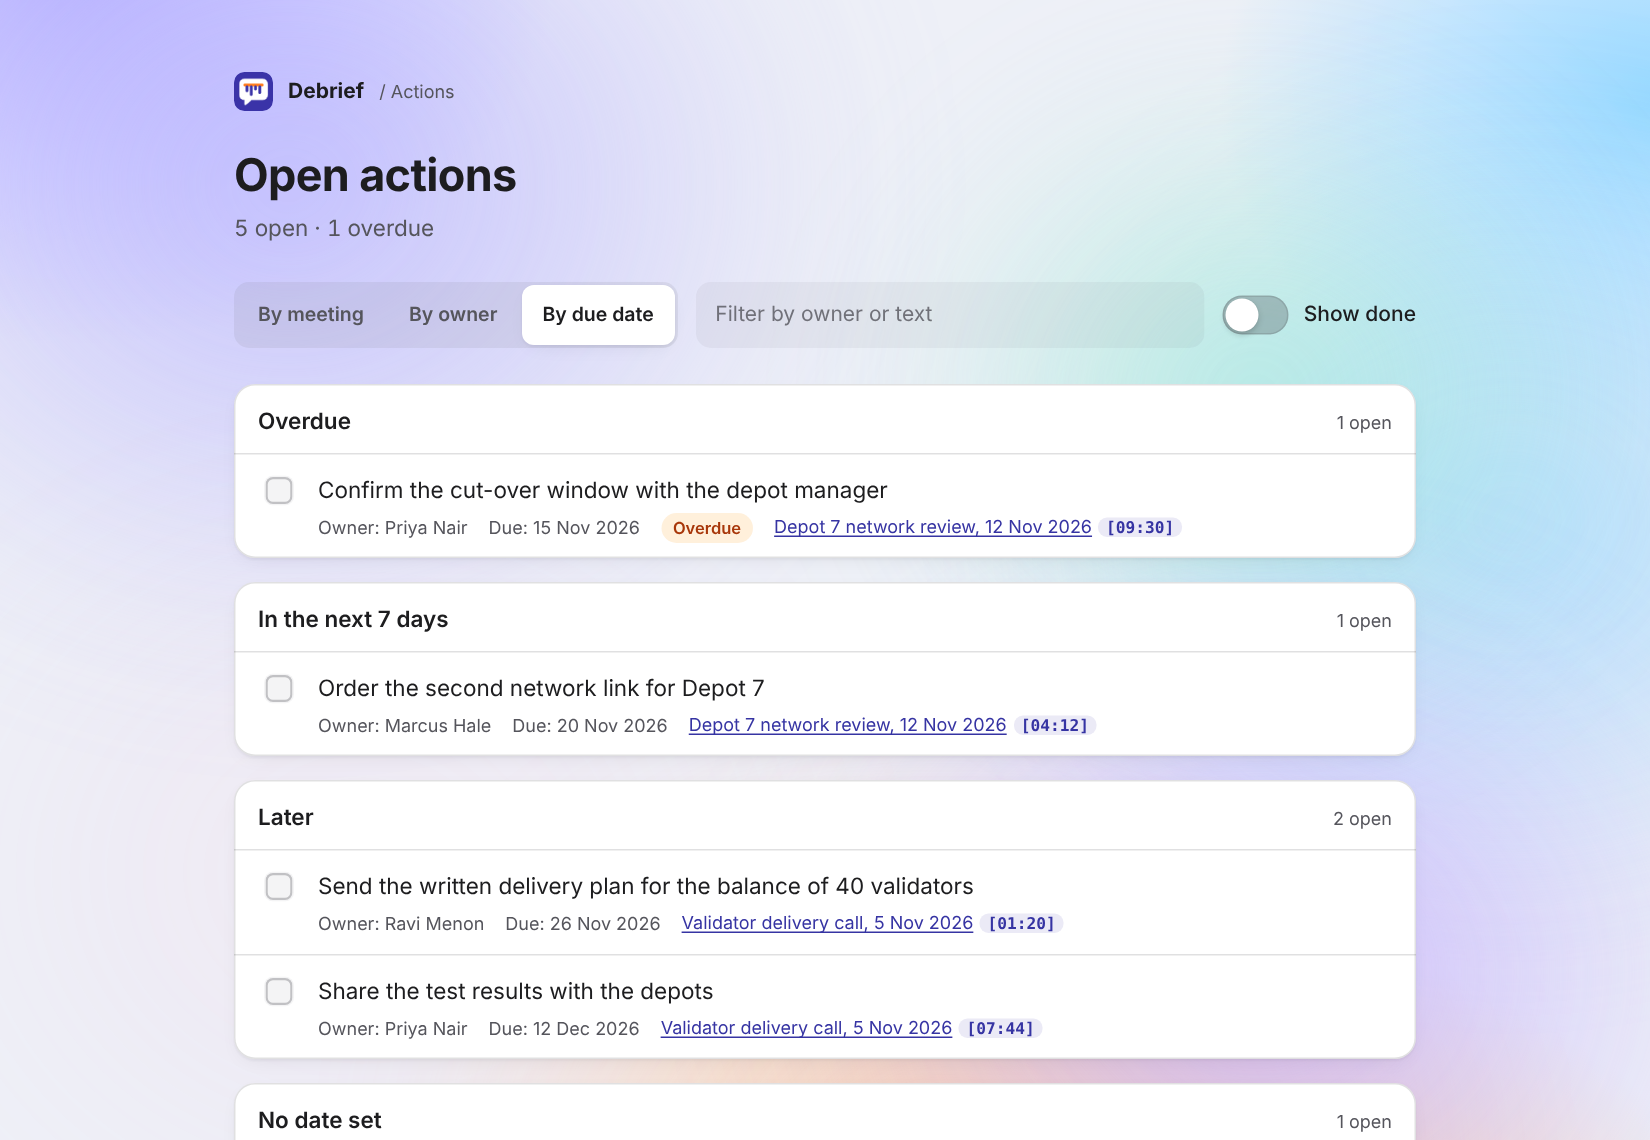 Debrief / Actions
Open actions
5 open · 1 overdue
By meeting By owner By due date Filter by owner or text Show done
Overdue 1 open
Confirm the cut-over window with the depot manager
Owner: Priya Nair Due: 15 Nov 2026 Overdue Depot 7 network review, 12 Nov 2026 [09:30]
In the next 7 days 1 open
Order the second network link for Depot 7
Owner: Marcus Hale Due: 20 Nov 2026 Depot 7 network review, 12 Nov 2026 [04:12]
Later 2 open
Send the written delivery plan for the balance of 40 validators
Owner: Ravi Menon Due: 26 Nov 2026 Validator delivery call, 5 Nov 2026 [01:20]
Share the test results with the depots
Owner: Priya Nair Due: 12 Dec 2026 Validator delivery call, 5 Nov 2026 [07:44]
No date set 1 open